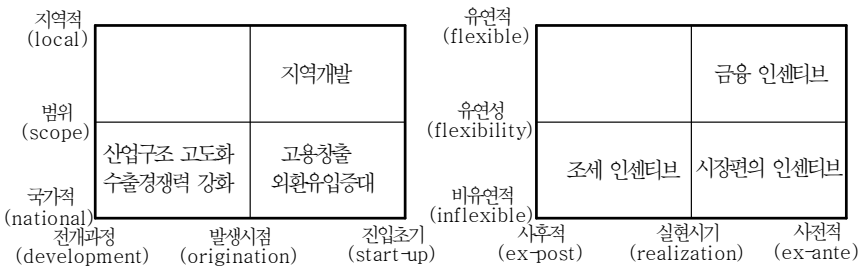 지역적
(local)
지역개발
범위
(scope)
산업구조 고도화
수출경쟁력 강화
고용창출
외환유입증대
국가적
(national)
전개과정
(development)
발생시점
(origination)
진입초기
(start-up)
유연적
(flexible)
금융 인센티브
유연성
(flexibility)
조세 인센티브
시장편의 인센티브
비유연적
(inflexible)
사후적
(ex-post)
실현시기
(realization)
사전적
(ex-ante)